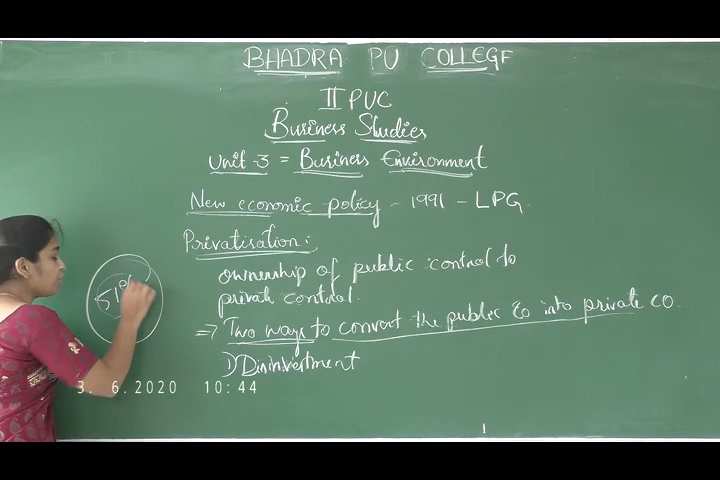 BHADRA PU COLLEGE
II PUC
Business Studies
Unit-3 = Business Environment
New economic policy - 1991 - LPG.
Privatisation:
ownership of public control to
private control.
=> Two ways to convert the public co into private co.
1) Disinvestment
51%
3. 6.2020 10:44